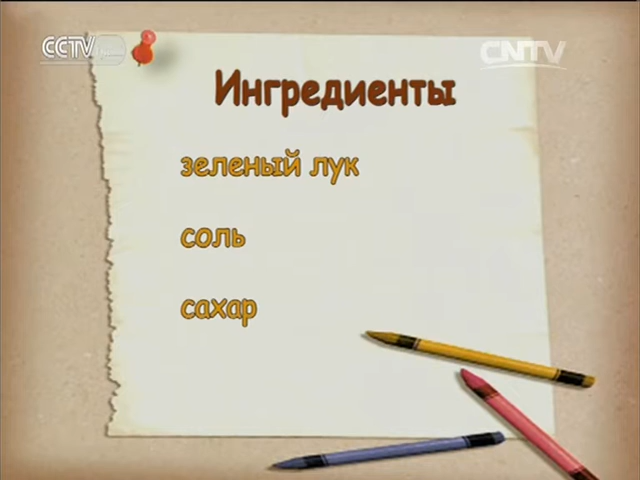 CCTV
CNTV
Ингредиенты
зеленый лук
соль
сахар